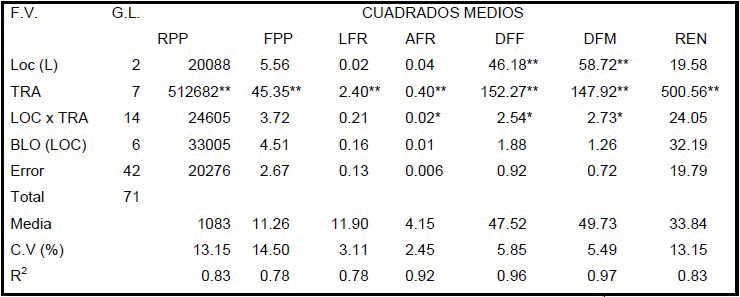 F.V. G.L. CUADRADOS MEDIOS
RPP FPP LFR AFR DFF DFM REN
Loc (L) 2 20088 5.56 0.02 0.04 46.18** 58.72** 19.58
TRA 7 512682** 45.35** 2.40** 0.40** 152.27** 147.92** 500.56**
LOC x TRA 14 24605 3.72 0.21 0.02* 2.54* 2.73* 24.05
BLO (LOC) 6 33005 4.51 0.16 0.01 1.88 1.26 32.19
Error 42 20276 2.67 0.13 0.006 0.92 0.72 19.79
Total 71
Media 1083 11.26 11.90 4.15 47.52 49.73 33.84
C.V (%) 13.15 14.50 3.11 2.45 5.85 5.49 13.15
R² 0.83 0.78 0.78 0.92 0.96 0.97 0.83